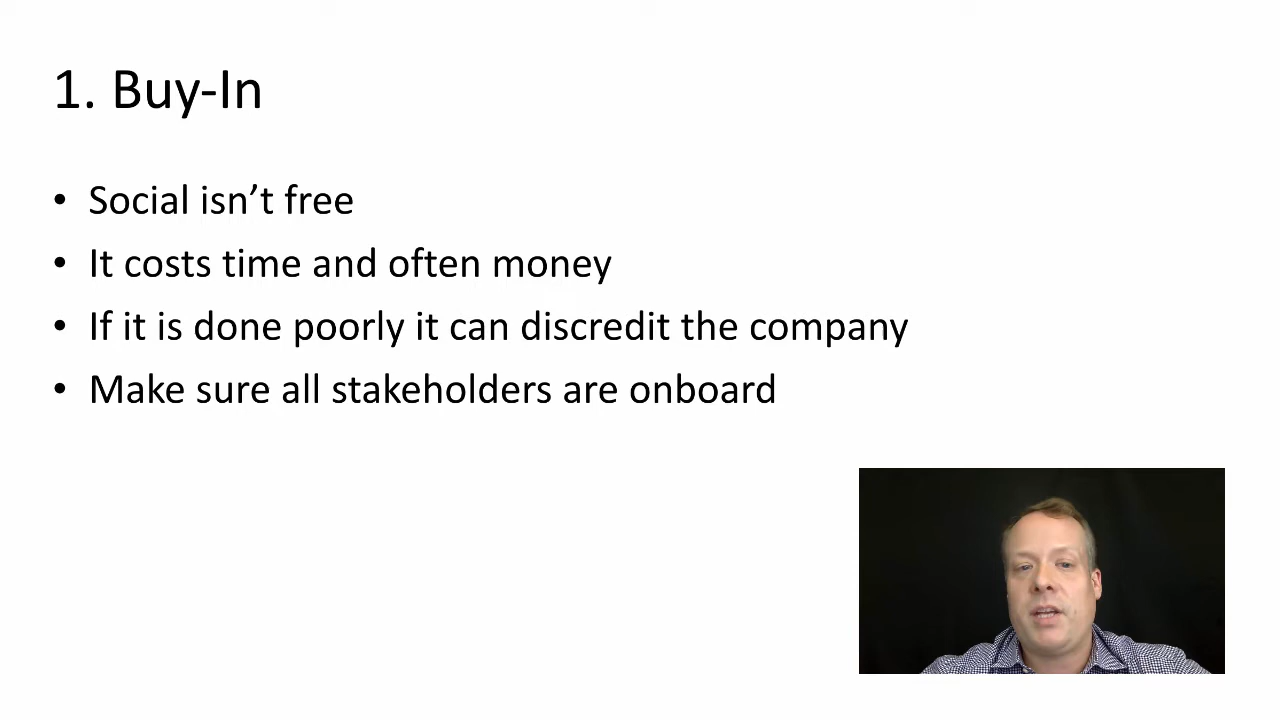 1. Buy-In
• Social isn’t free
• It costs time and often money
• If it is done poorly it can discredit the company
• Make sure all stakeholders are onboard